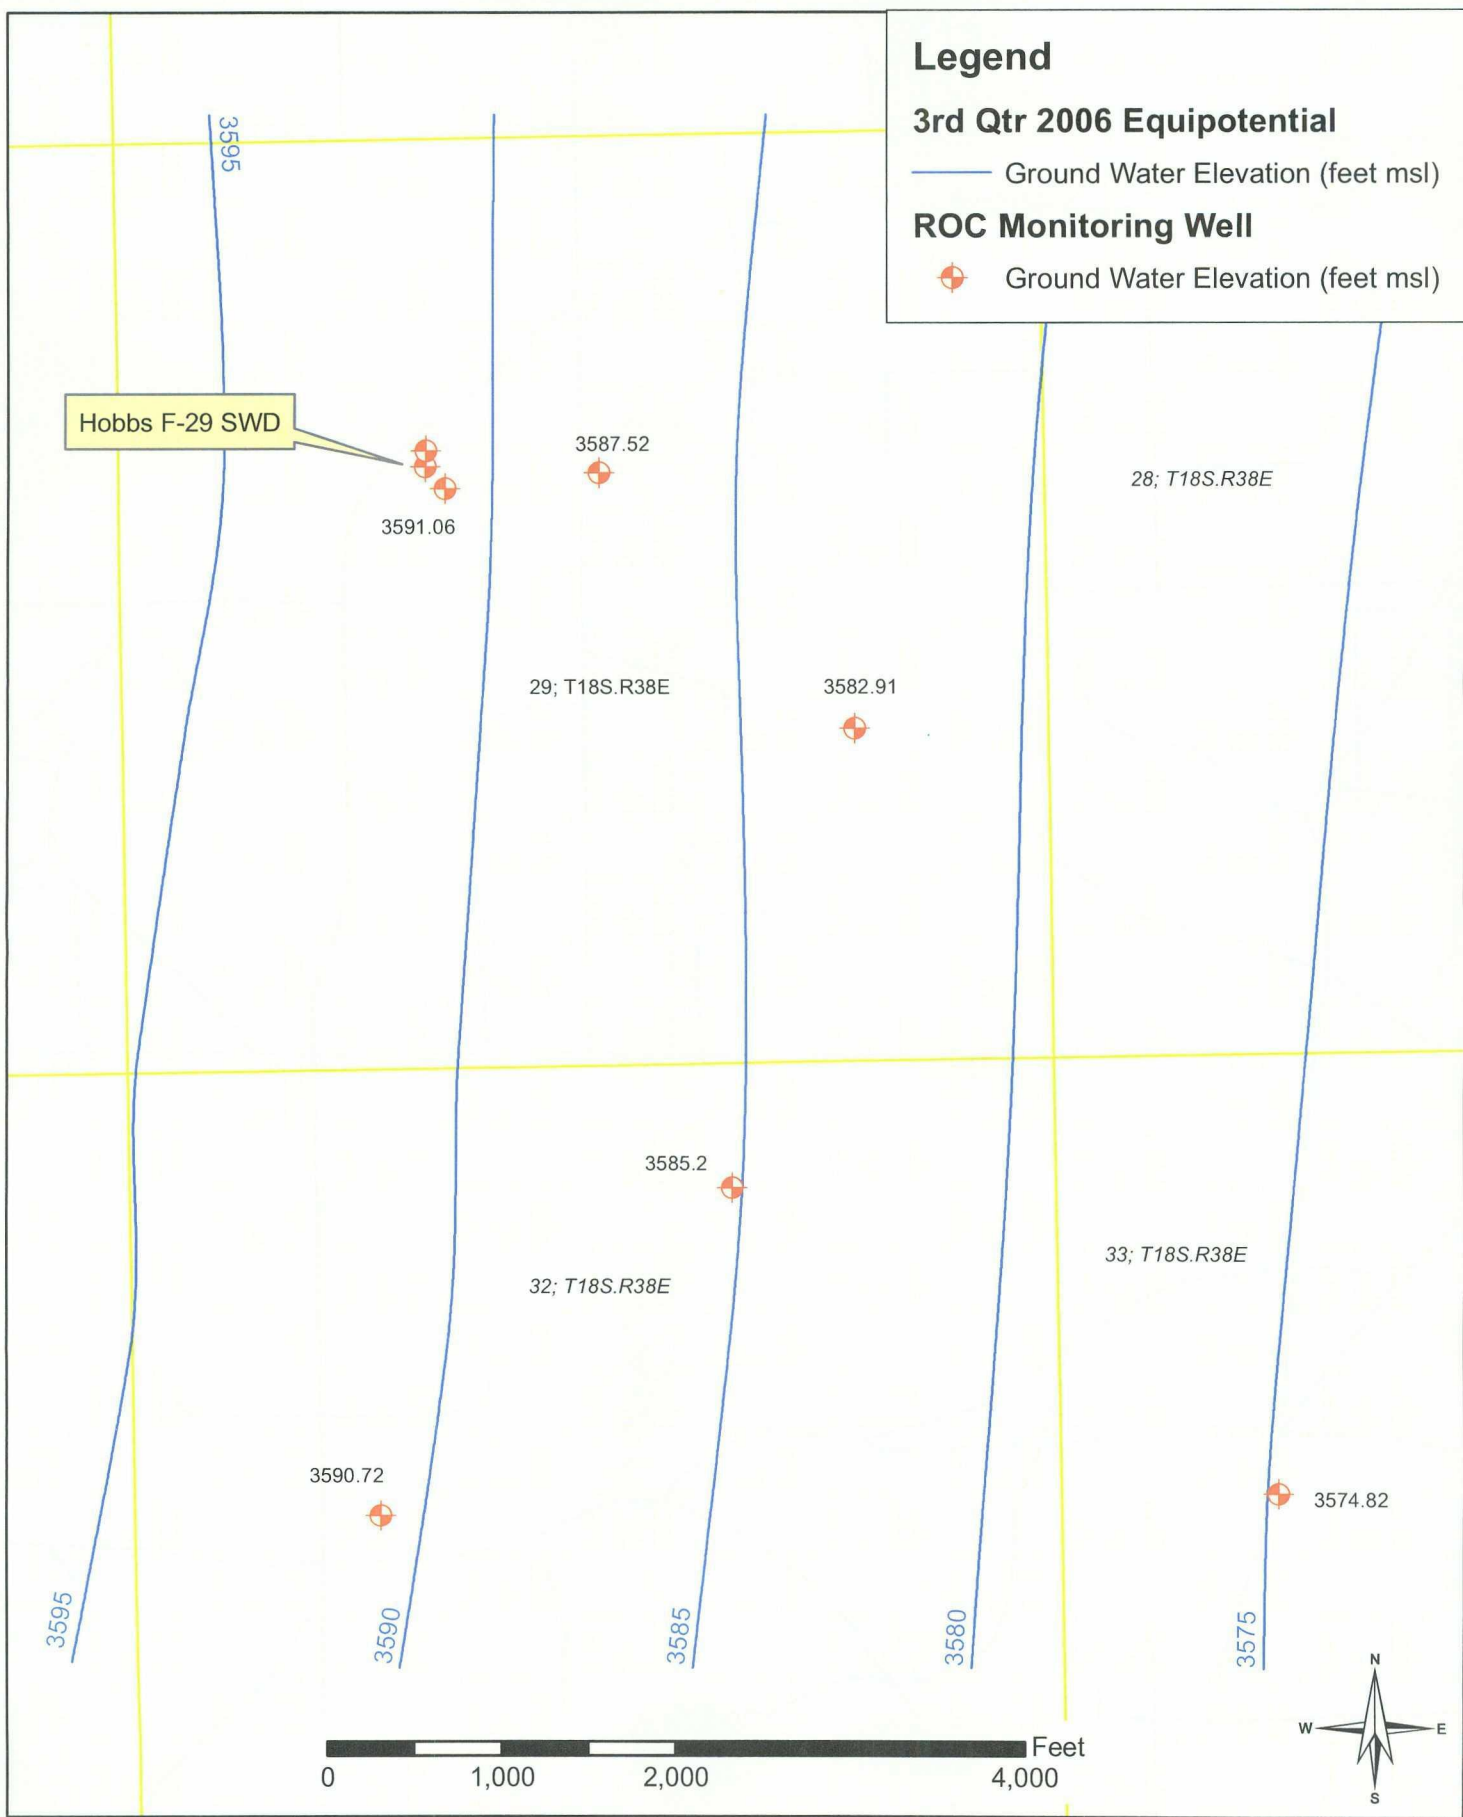 Legend
3rd Qtr 2006 Equipotential
Ground Water Elevation (feet msl)
ROC Monitoring Well
Ground Water Elevation (feet msl)
3595
Hobbs F-29 SWD
3587.52
3591.06
28; T18S.R38E
29; T18S.R38E
3582.91
3585.2
33; T18S.R38E
32; T18S.R38E
3590.72
3574.82
3595
3590
3585
3580
3575
N
W
E
S
Feet
0
1,000
2,000
4,000